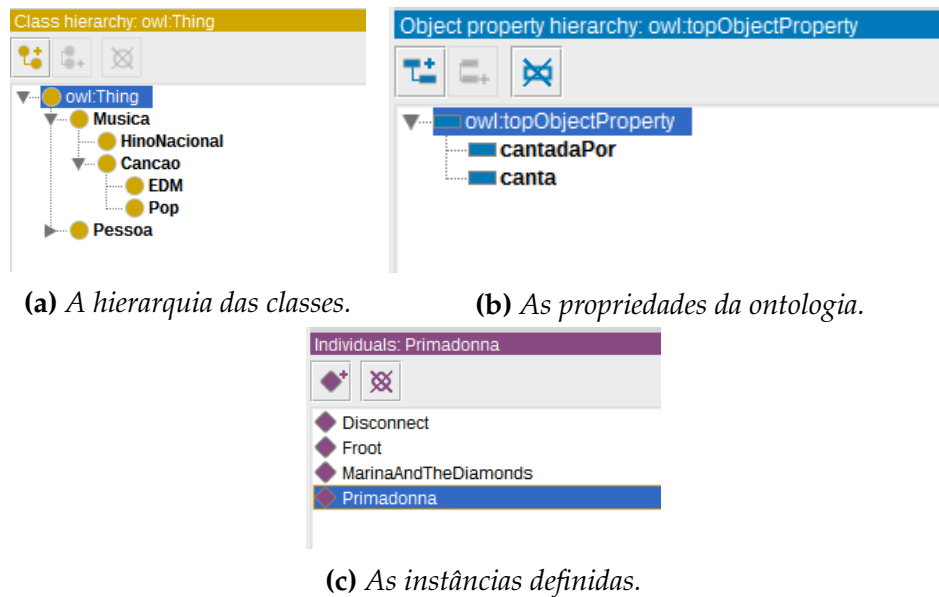 Class hierarchy: owl:Thing
owl:Thing
Musica
HinoNacional
Cancao
EDM
Pop
Pessoa
(a) A hierarquia das classes.
Object property hierarchy: owl:topObjectProperty
owl:topObjectProperty
cantadaPor
canta
(b) As propriedades da ontologia.
Individuals: Primadonna
Disconnect
Froot
MarinaAndTheDiamonds
Primadonna
(c) As instâncias definidas.